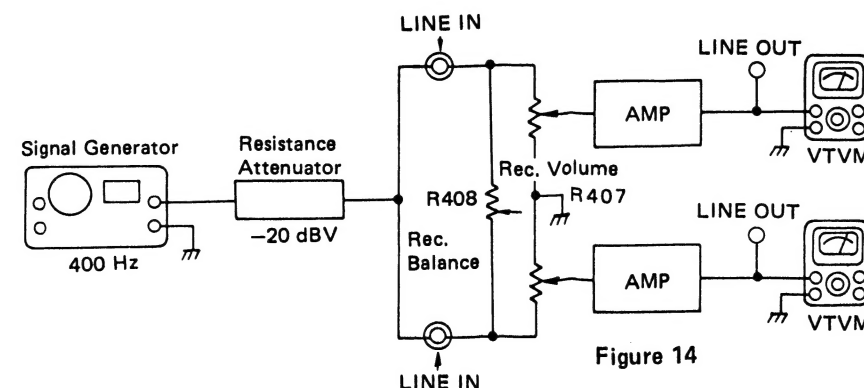 LINE IN
LINE OUT
AMP
VTVM
Signal Generator
Resistance
Attenuator
Rec. Volume
R408
R407
−20 dBV
400 Hz
Rec.
Balance
LINE OUT
AMP
VTVM
Figure 14
LINE IN